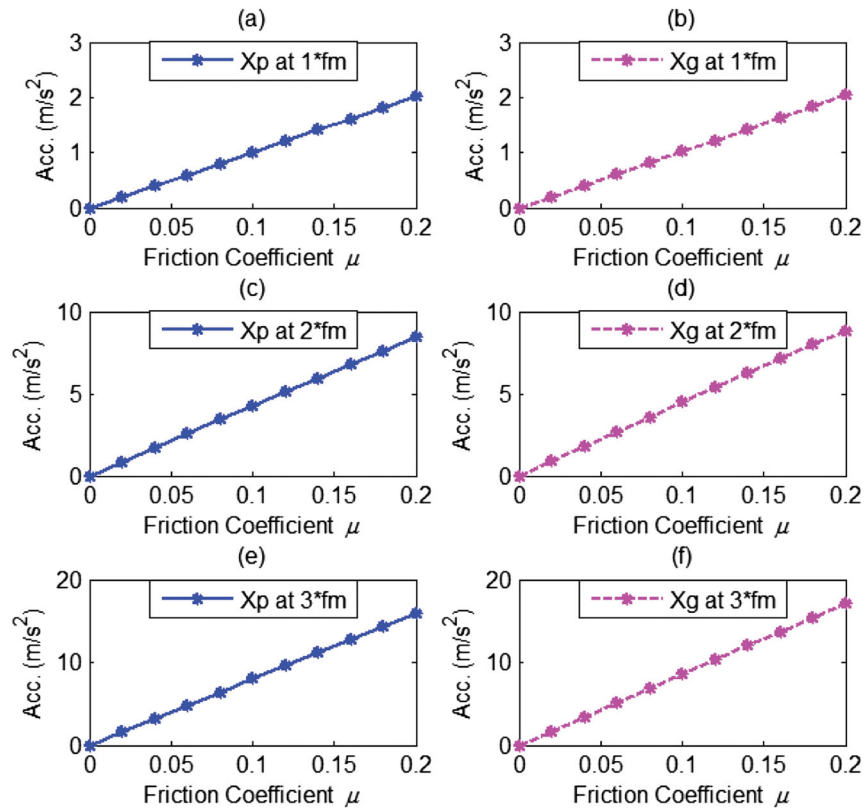 (a)
3
2
1
0
Acc. (m/s²)
Xp at 1*fm
0 0.05 0.1 0.15 0.2
Friction Coefficient μ
(b)
3
2
1
0
Acc. (m/s²)
Xg at 1*fm
0 0.05 0.1 0.15 0.2
Friction Coefficient μ
(c)
10
5
0
Acc. (m/s²)
Xp at 2*fm
0 0.05 0.1 0.15 0.2
Friction Coefficient μ
(d)
10
5
0
Acc. (m/s²)
Xg at 2*fm
0 0.05 0.1 0.15 0.2
Friction Coefficient μ
(e)
20
10
0
Acc. (m/s²)
Xp at 3*fm
0 0.05 0.1 0.15 0.2
Friction Coefficient μ
(f)
20
10
0
Acc. (m/s²)
Xg at 3*fm
0 0.05 0.1 0.15 0.2
Friction Coefficient μ